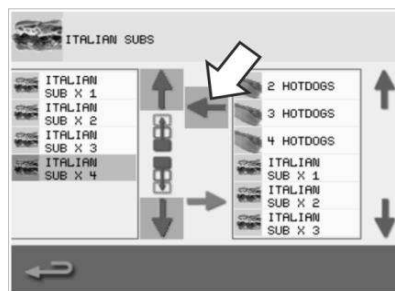 ITALIAN SUBS
ITALIAN
SUB X 1
ITALIAN
SUB X 2
ITALIAN
SUB X 3
ITALIAN
SUB X 4
2 HOTDOGS
3 HOTDOGS
4 HOTDOGS
ITALIAN
SUB X 1
ITALIAN
SUB X 2
ITALIAN
SUB X 3